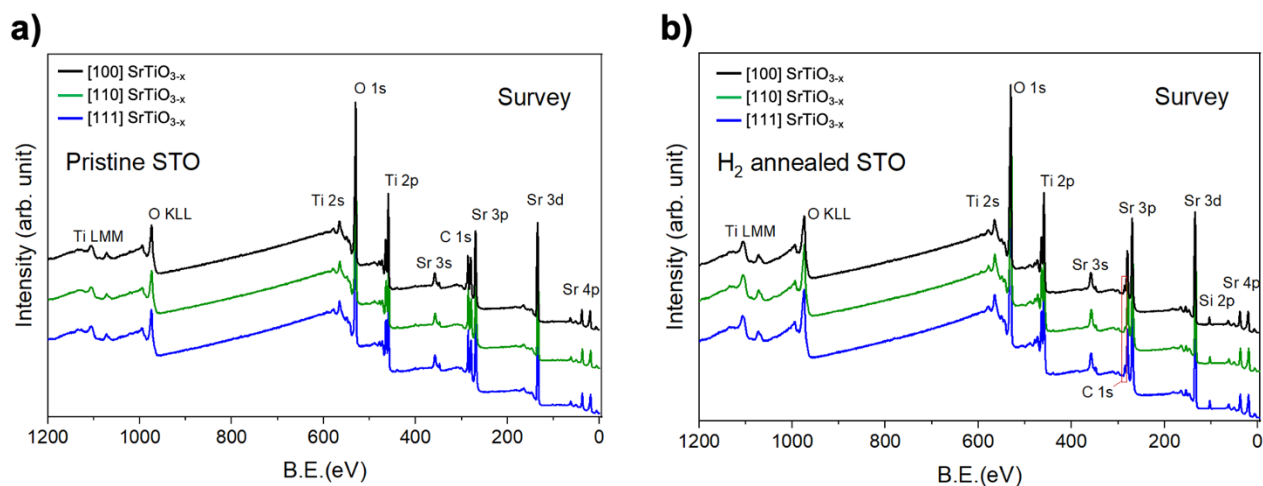 a)
[100] SrTiO3-x
[110] SrTiO3-x
[111] SrTiO3-x
Survey
Pristine STO
O 1s
Ti 2p
Ti 2s
O KLL
Ti LMM
Sr 3s
C 1s
Sr 3p
Sr 3d
Sr 4p
Intensity (arb. unit)
1200 1000 800 600 400 200 0
B.E.(eV)
b)
[100] SrTiO3-x
[110] SrTiO3-x
[111] SrTiO3-x
Survey
H2 annealed STO
O 1s
Ti 2p
Ti 2s
O KLL
Ti LMM
Sr 3s
Sr 3p
Sr 3d
Sr 4p
Si 2p
C 1s
Intensity (arb. unit)
1200 1000 800 600 400 200 0
B.E.(eV)